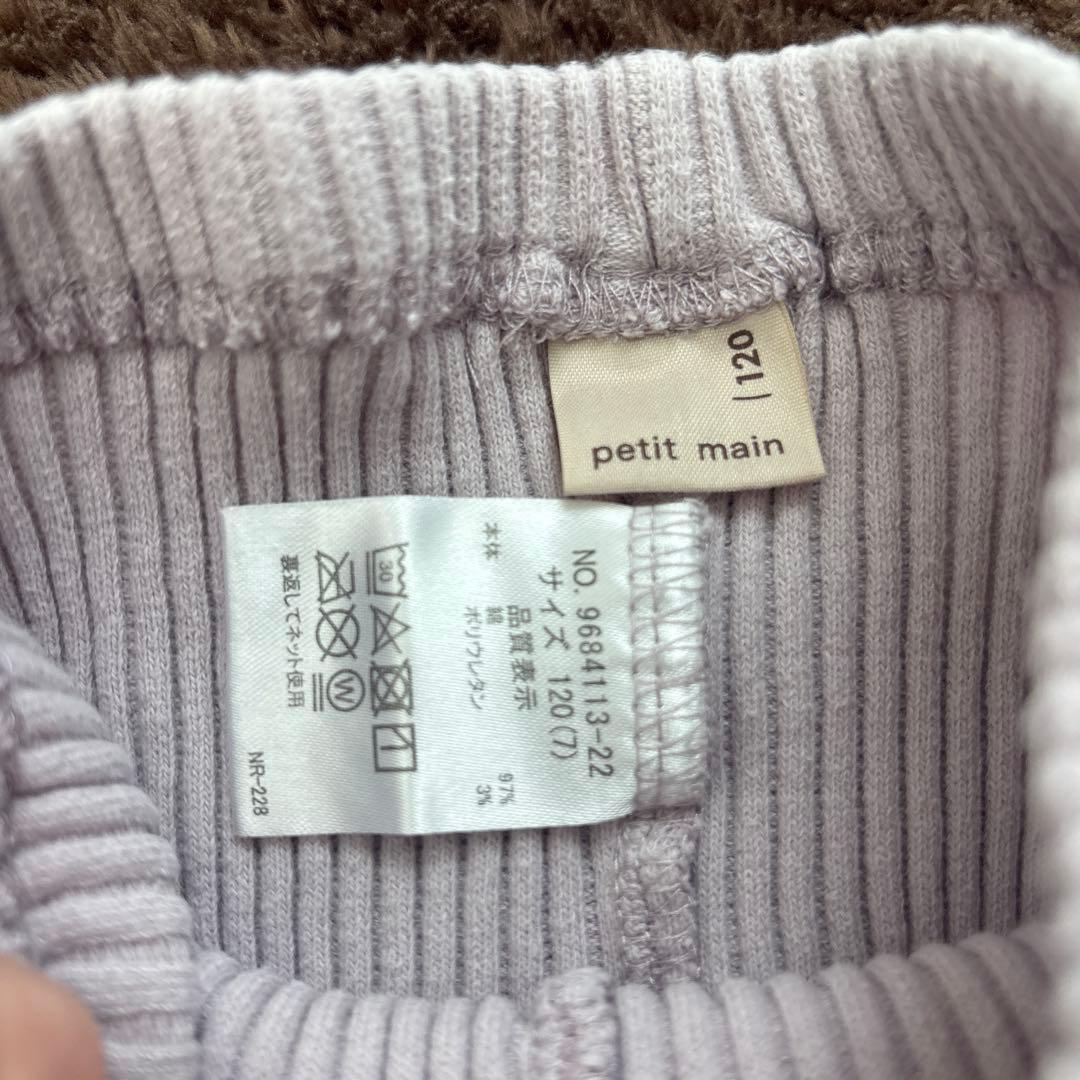 120
petit main
NO. 9684113-22
サイズ 120(7)
品質表示
本体 綿 97%
ポリウレタン 3%
30
W
裏返してネット使用
NR-228